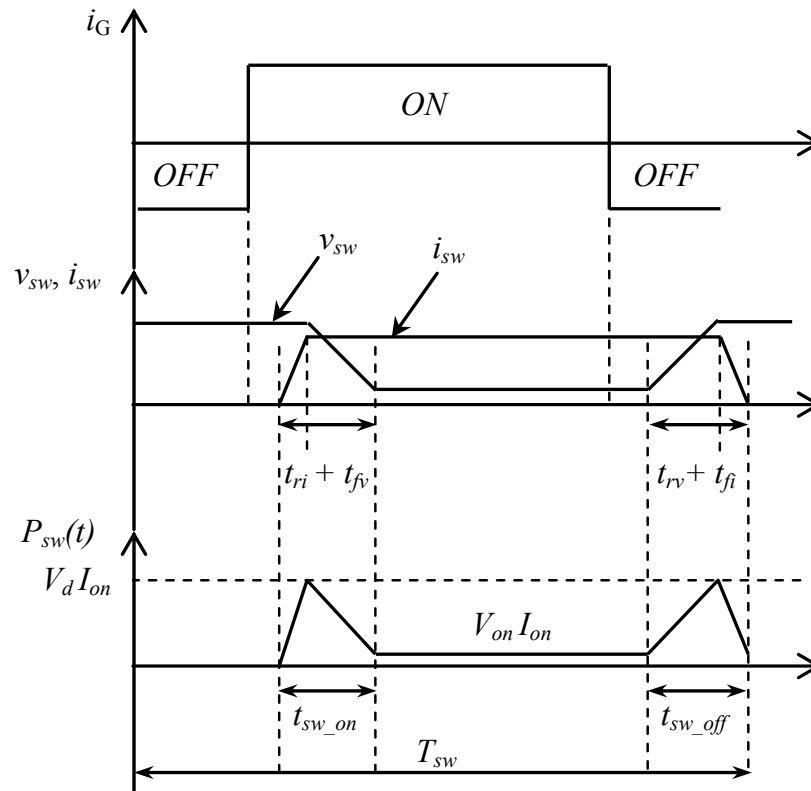 i_G
ON
OFF OFF
v_sw i_sw
v_sw, i_sw
t_ri + t_fv t_rv + t_fi
P_sw(t)
V_d I_on
V_on I_on
t_sw_on t_sw_off
T_sw